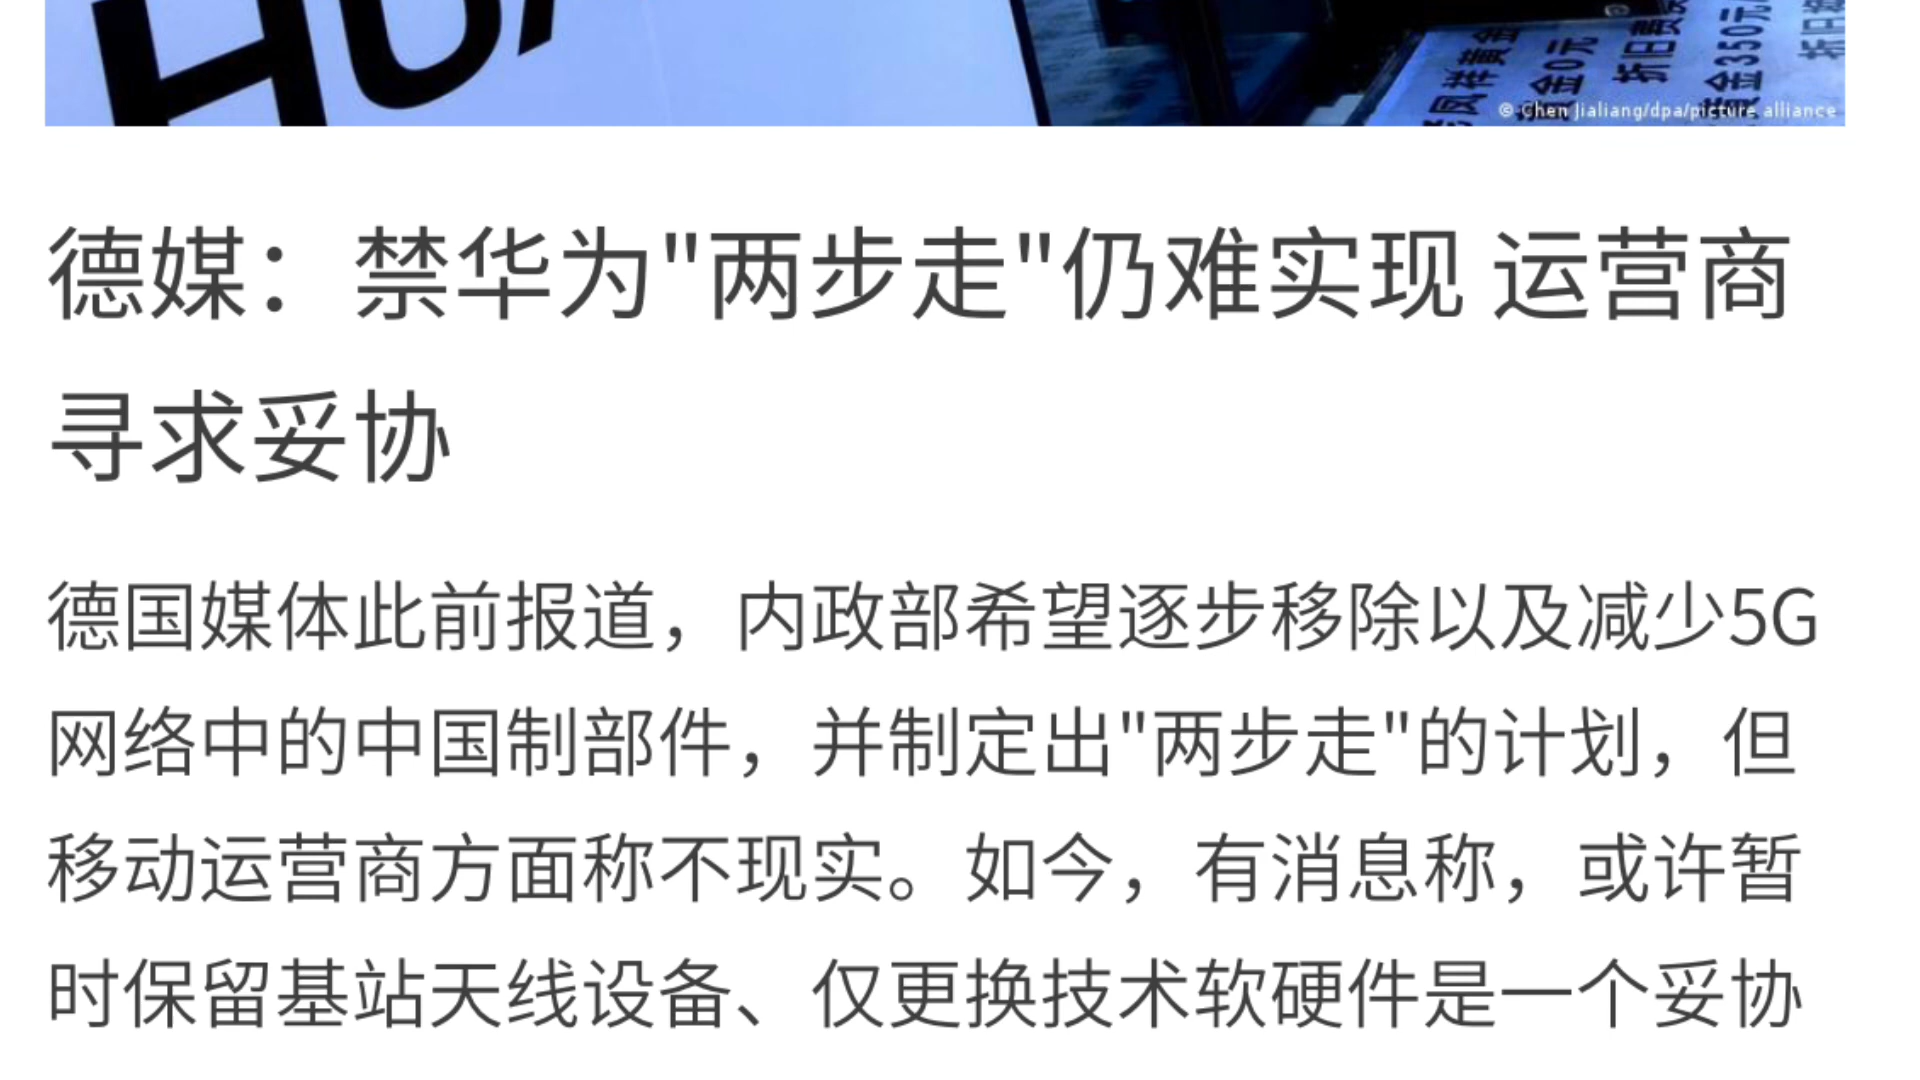 © Chen Jialiang/dpa/picture alliance
德媒：禁华为"两步走"仍难实现 运营商
寻求妥协
德国媒体此前报道，内政部希望逐步移除以及减少5G
网络中的中国制部件，并制定出"两步走"的计划，但
移动运营商方面称不现实。如今，有消息称，或许暂
时保留基站天线设备、仅更换技术软硬件是一个妥协